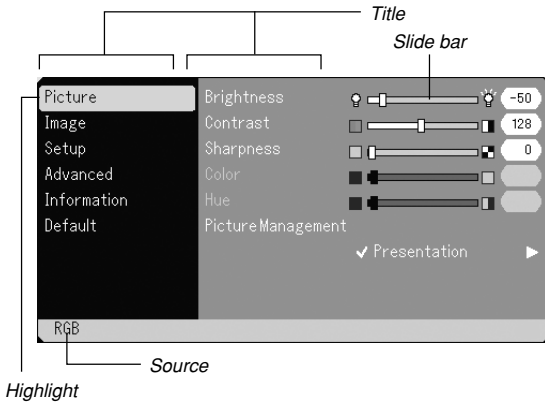 Title
Slide bar
Picture
Brightness
-50
Image
Contrast
128
Setup
Sharpness
0
Advanced
Color
Information
Hue
Default
Picture Management
✓ Presentation ▶
RGB
Source
Highlight